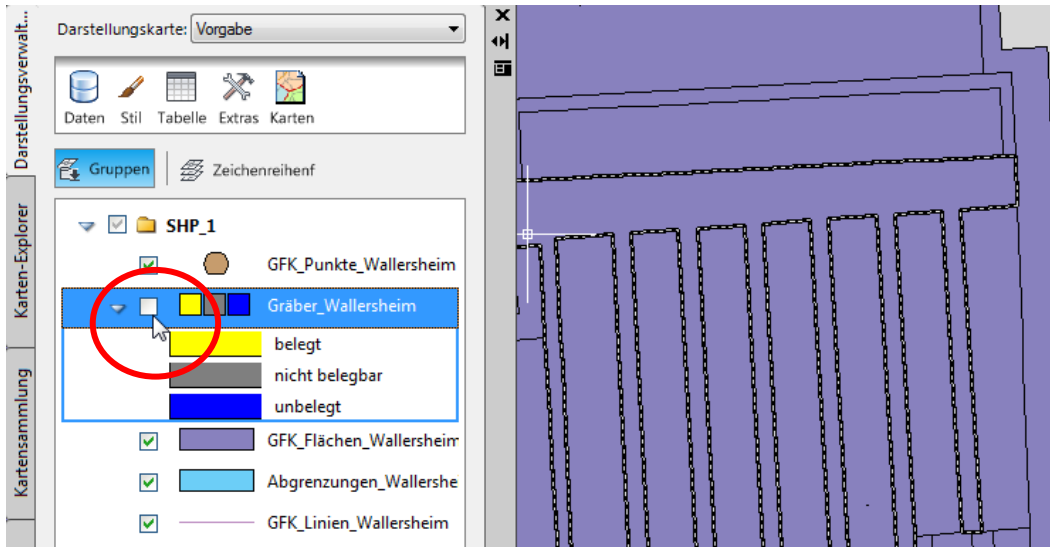 Darstellungsverwalt...
Karten-Explorer
Kartensammlung
Darstellungskarte: Vorgabe
Daten Stil Tabelle Extras Karten
Gruppen Zeichenreihenf
SHP_1
GFK_Punkte_Wallersheim
Gräber_Wallersheim
belegt
nicht belegbar
unbelegt
GFK_Flächen_Wallersheim
Abgrenzungen_Wallershe
GFK_Linien_Wallersheim